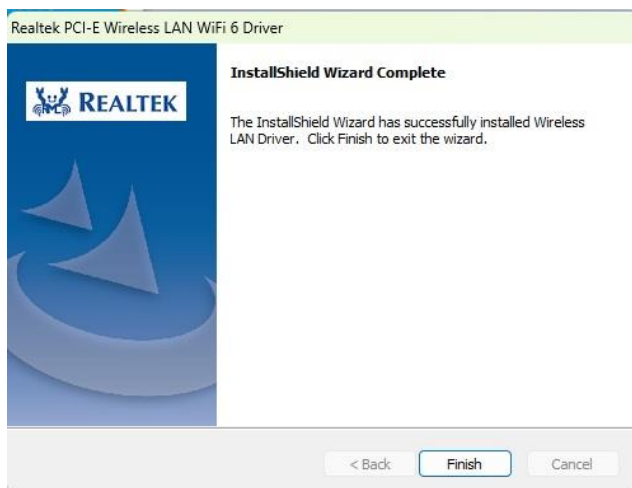 Realtek PCI-E Wireless LAN WiFi 6 Driver
REALTEK
InstallShield Wizard Complete
The InstallShield Wizard has successfully installed Wireless
LAN Driver. Click Finish to exit the wizard.
< Back
Finish
Cancel